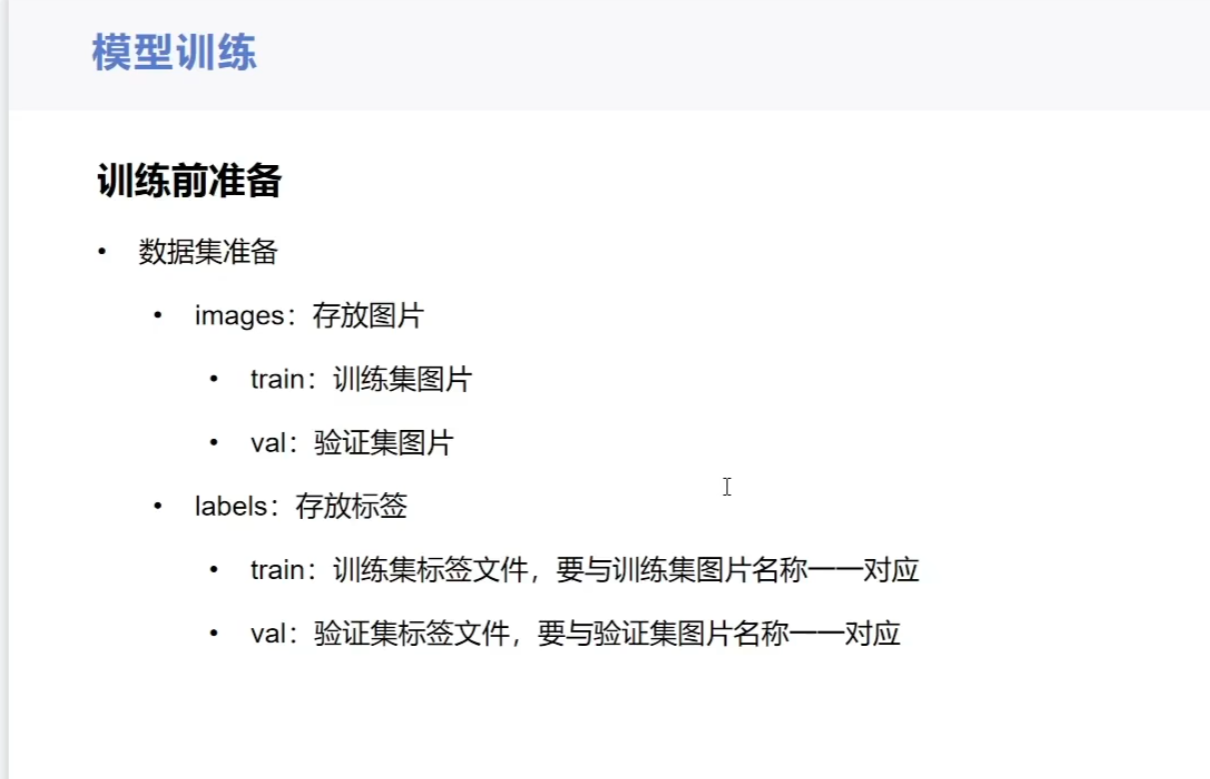 模型训练
训练前准备
• 数据集准备
• images：存放图片
• train：训练集图片
• val：验证集图片
• labels：存放标签
• train：训练集标签文件，要与训练集图片名称一一对应
• val：验证集标签文件，要与验证集图片名称一一对应